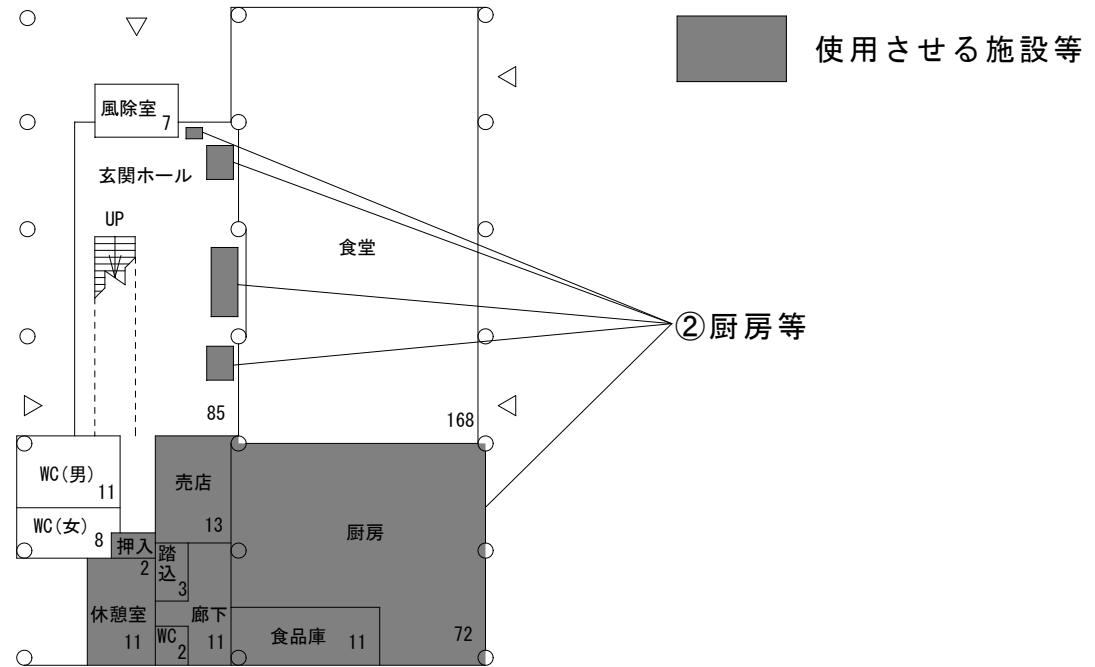 使用させる施設等
風除室
7
玄関ホール
UP
食堂
②厨房等
85
168
WC(男)
11
売店
13
WC(女)
8
押入
2
踏込
3
厨房
休憩室
11
WC
2
廊下
11
食品庫
11
72